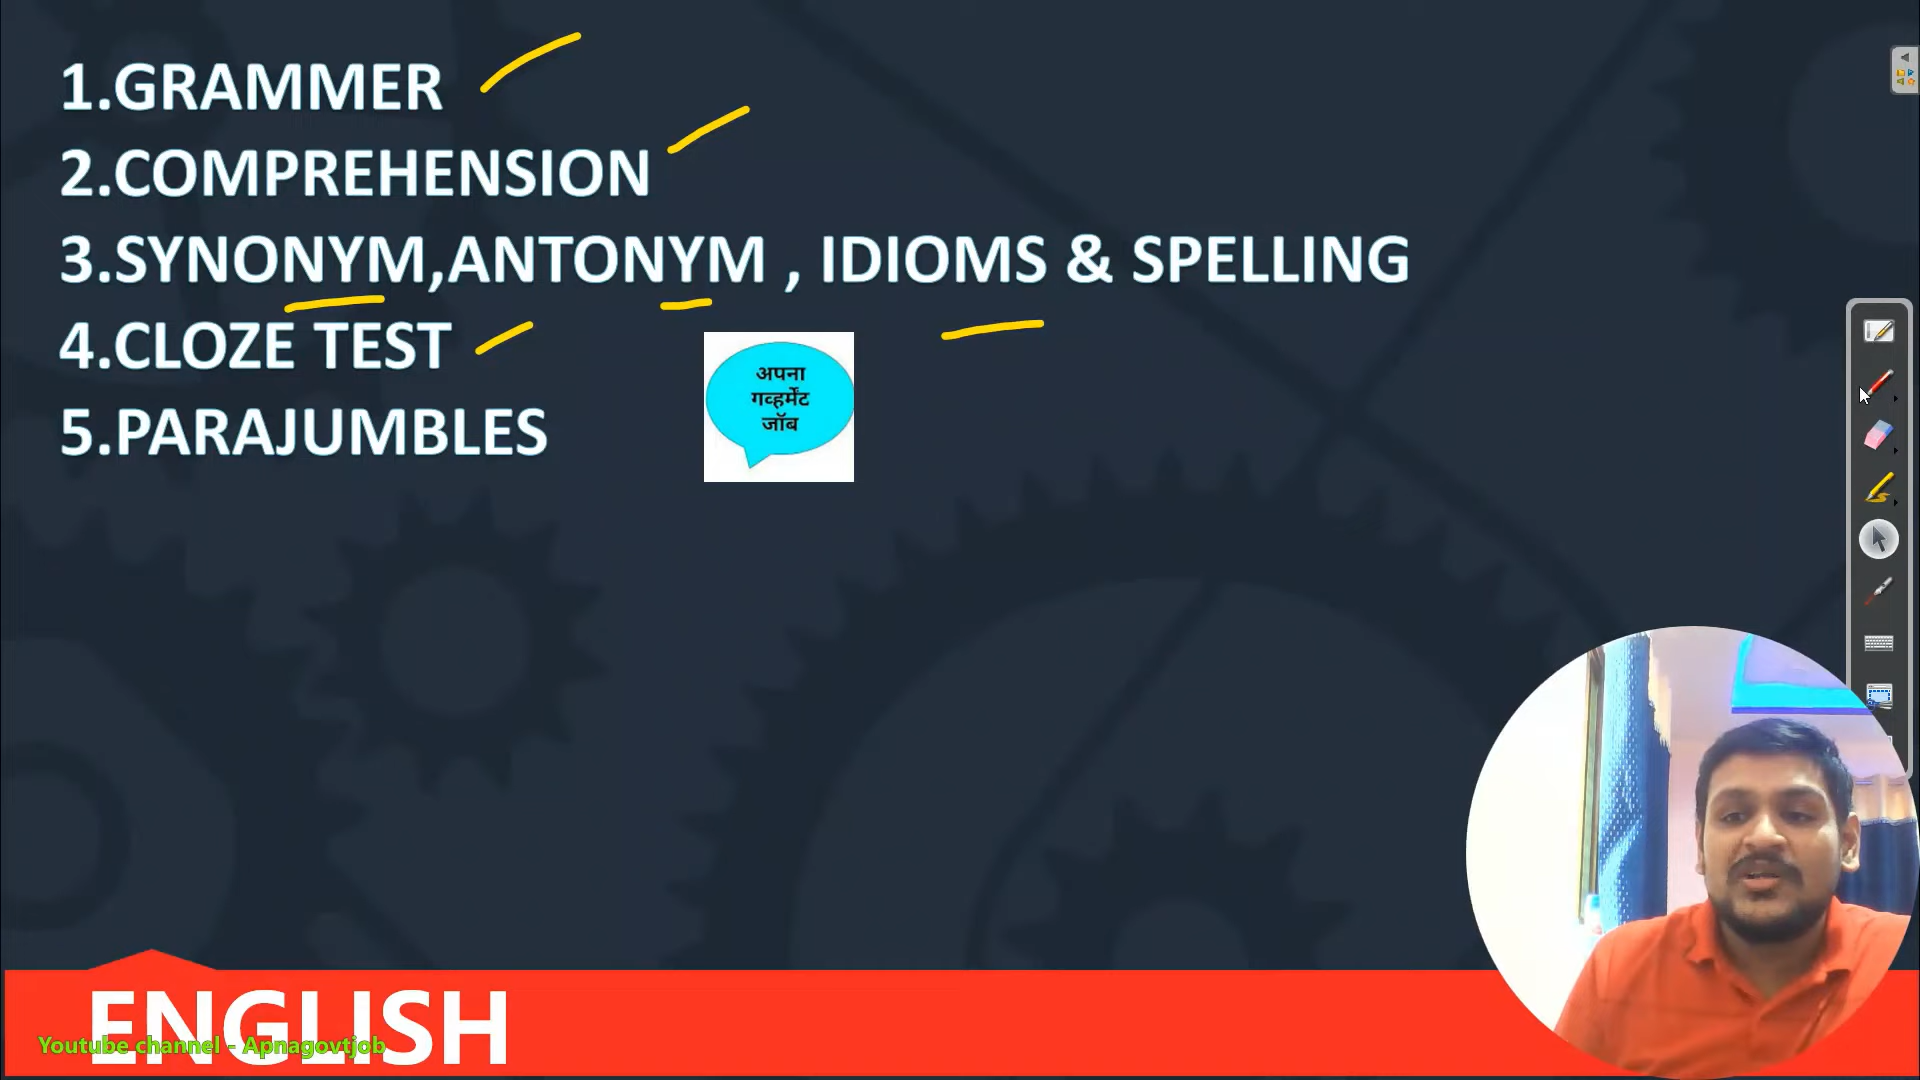 1.GRAMMER
2.COMPREHENSION
3.SYNONYM,ANTONYM , IDIOMS & SPELLING
4.CLOZE TEST
5.PARAJUMBLES
अपना
गव्हर्मेंट
जॉब
ENGLISH
Youtube channel - Apnagovtjob